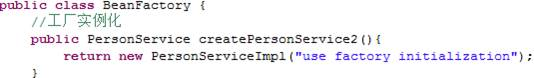 public class BeanFactory {
//工厂实例化
public PersonService createPersonService2(){
return new PersonServiceImpl("use factory initialization");
}